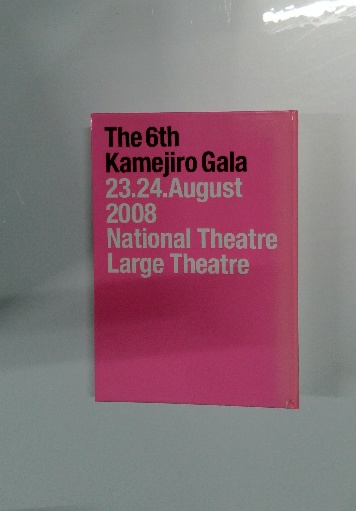 The 6th
Kamejiro Gala
23.24.August
2008
National Theatre
Large Theatre